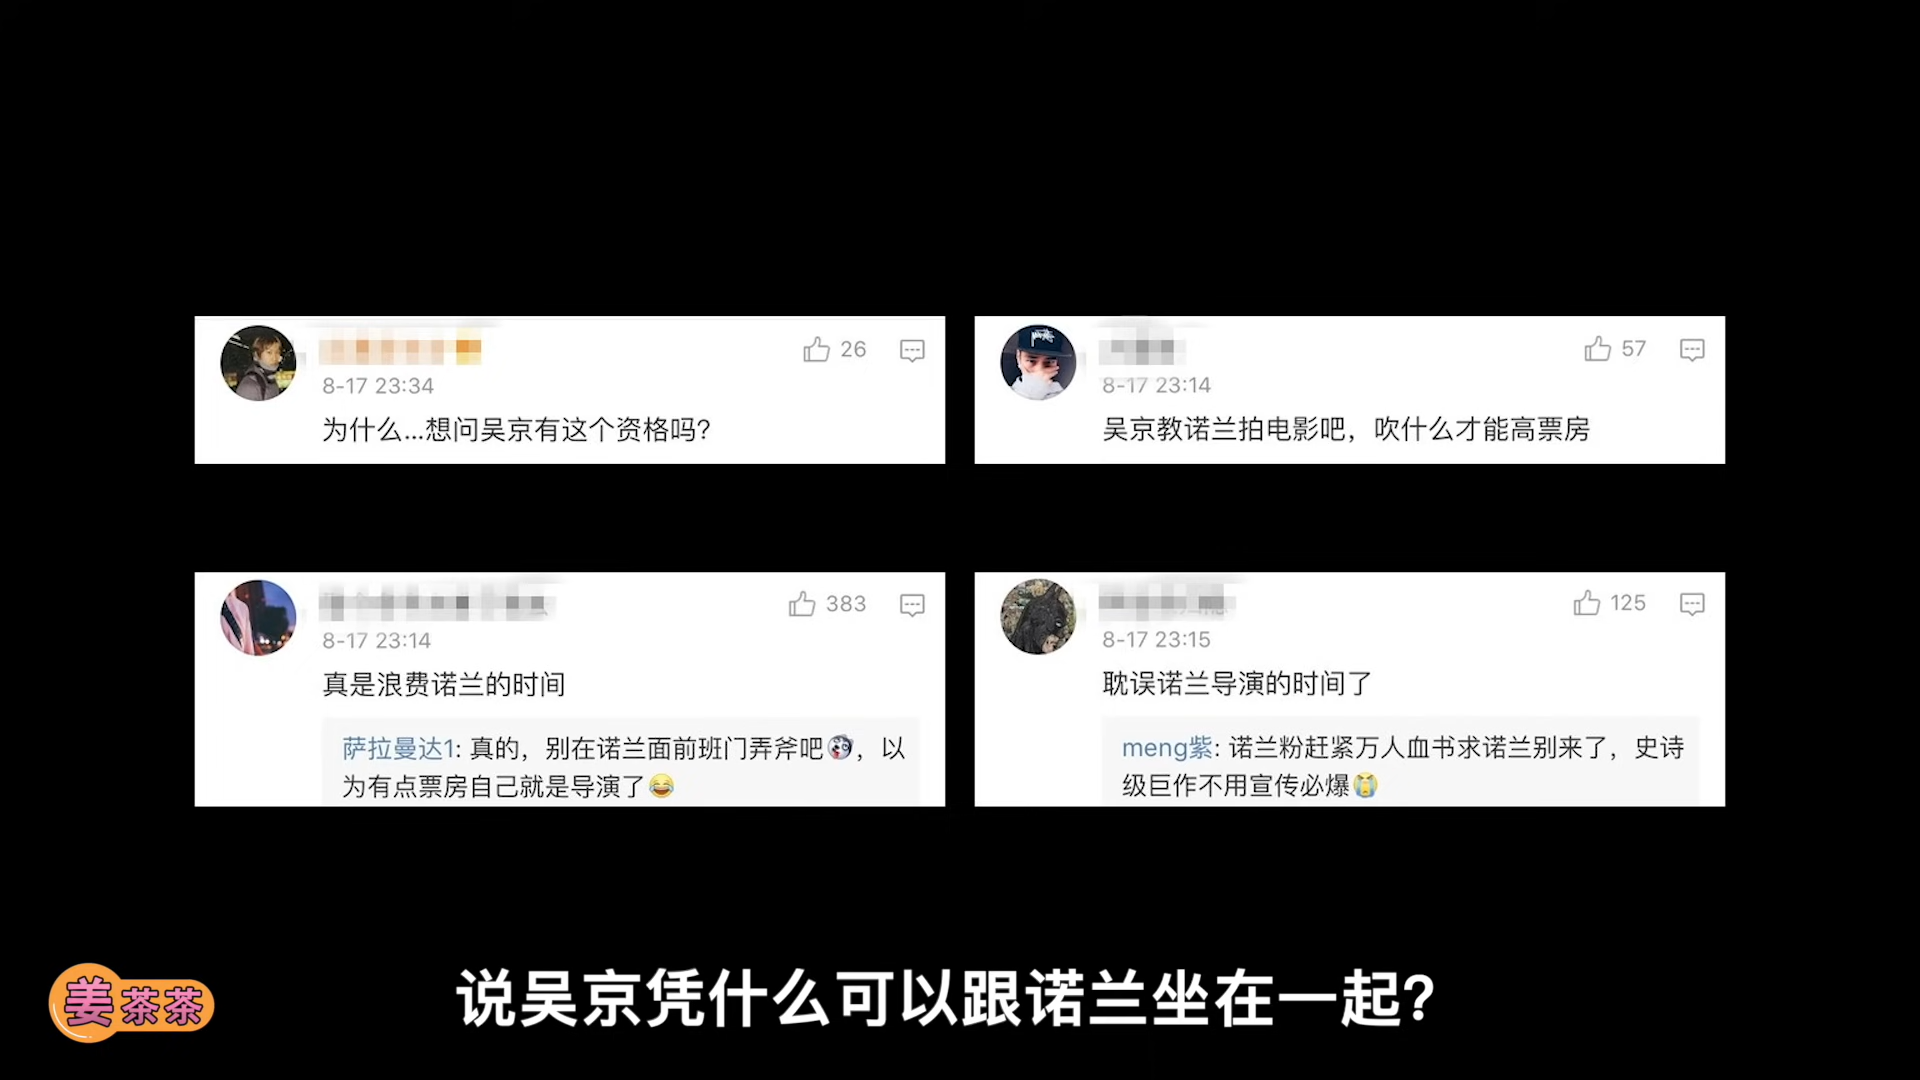 26
8-17 23:34
为什么...想问吴京有这个资格吗?
57
8-17 23:14
吴京教诺兰拍电影吧，吹什么才能高票房
383
8-17 23:14
真是浪费诺兰的时间
萨拉曼达1: 真的，别在诺兰面前班门弄斧吧，以
为有点票房自己就是导演了
125
8-17 23:15
耽误诺兰导演的时间了
meng紫: 诺兰粉赶紧万人血书求诺兰别来了，史诗
级巨作不用宣传必爆
说吴京凭什么可以跟诺兰坐在一起?
姜茶茶